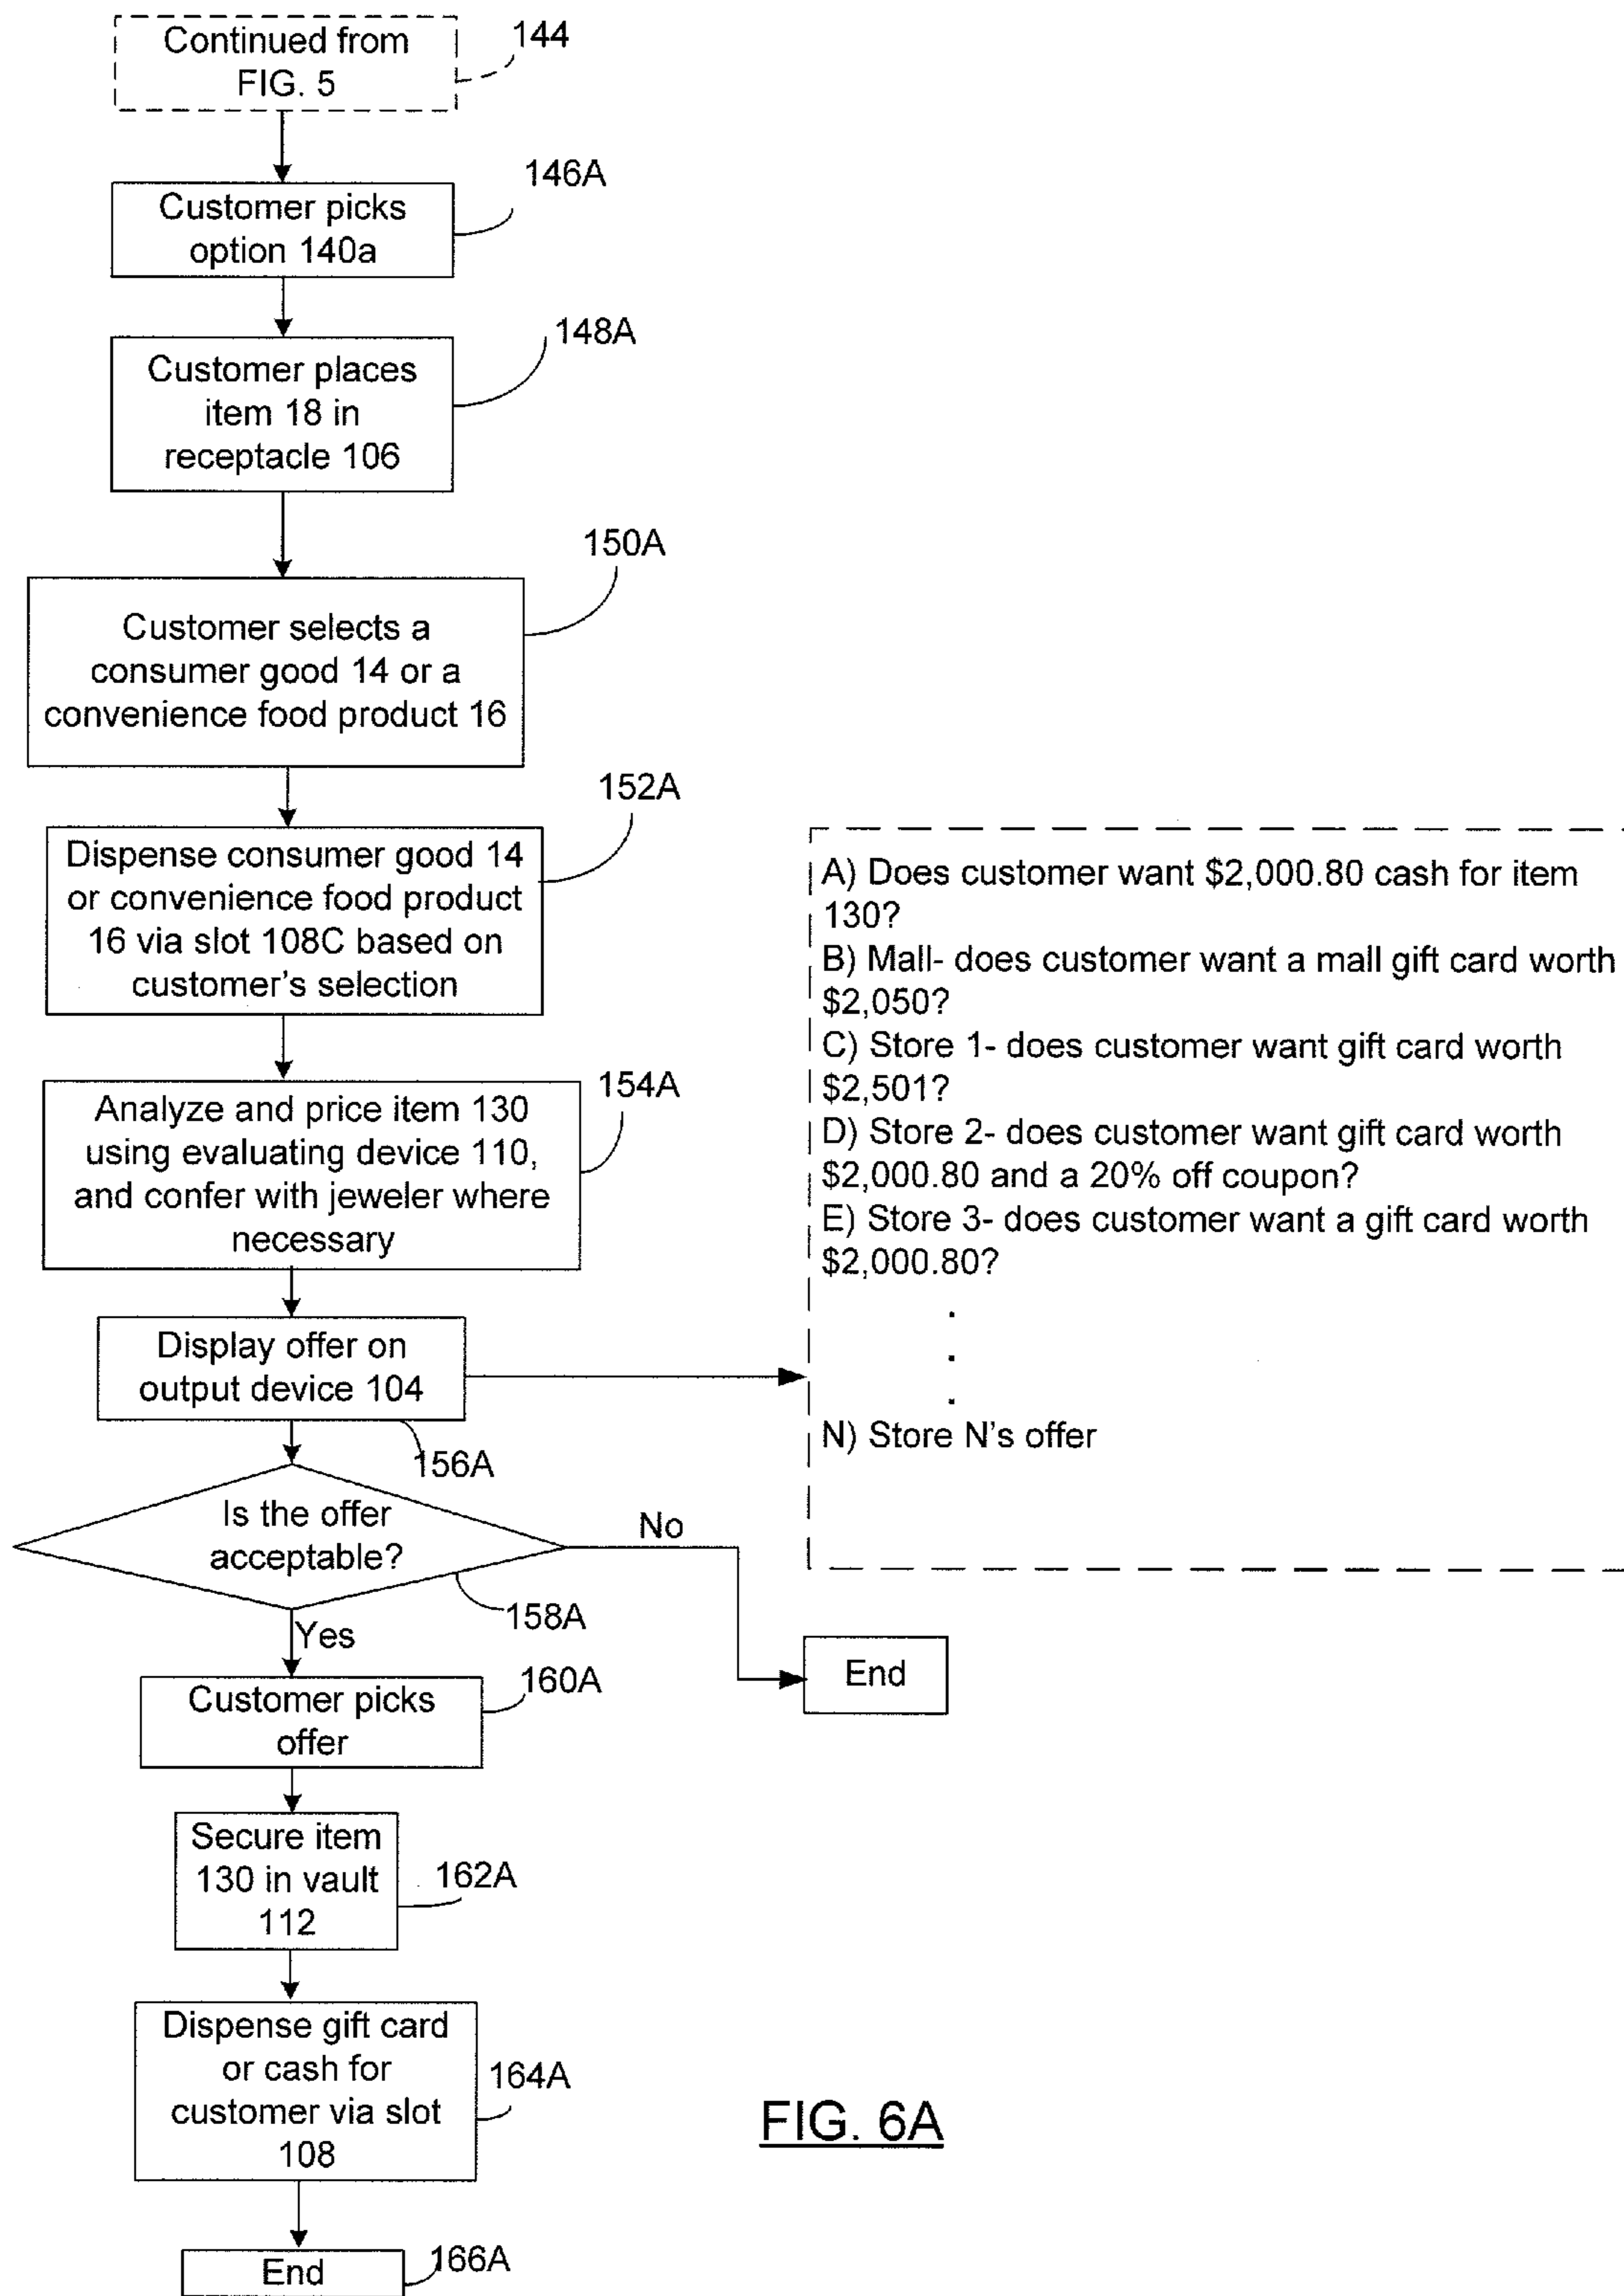 Continued from
FIG. 5
144
146A
Customer picks
option 140a
148A
Customer places
item 18 in
receptacle 106
150A
Customer selects a
consumer good 14 or a
convenience food product 16
152A
Dispense consumer good 14
or convenience food product
16 via slot 108C based on
customer's selection
154A
Analyze and price item 130
using evaluating device 110,
and confer with jeweler where
necessary
Display offer on
output device 104
156A
A) Does customer want $2,000.80 cash for item
130?
B) Mall- does customer want a mall gift card worth
$2,050?
C) Store 1- does customer want gift card worth
$2,501?
D) Store 2- does customer want gift card worth
$2,000.80 and a 20% off coupon?
E) Store 3- does customer want a gift card worth
$2,000.80?
.
.
.
N) Store N's offer
Is the offer
acceptable?
No
158A
Yes
End
160A
Customer picks
offer
Secure item
130 in vault
112
162A
Dispense gift card
or cash for
customer via slot
108
164A
FIG. 6A
End
166A